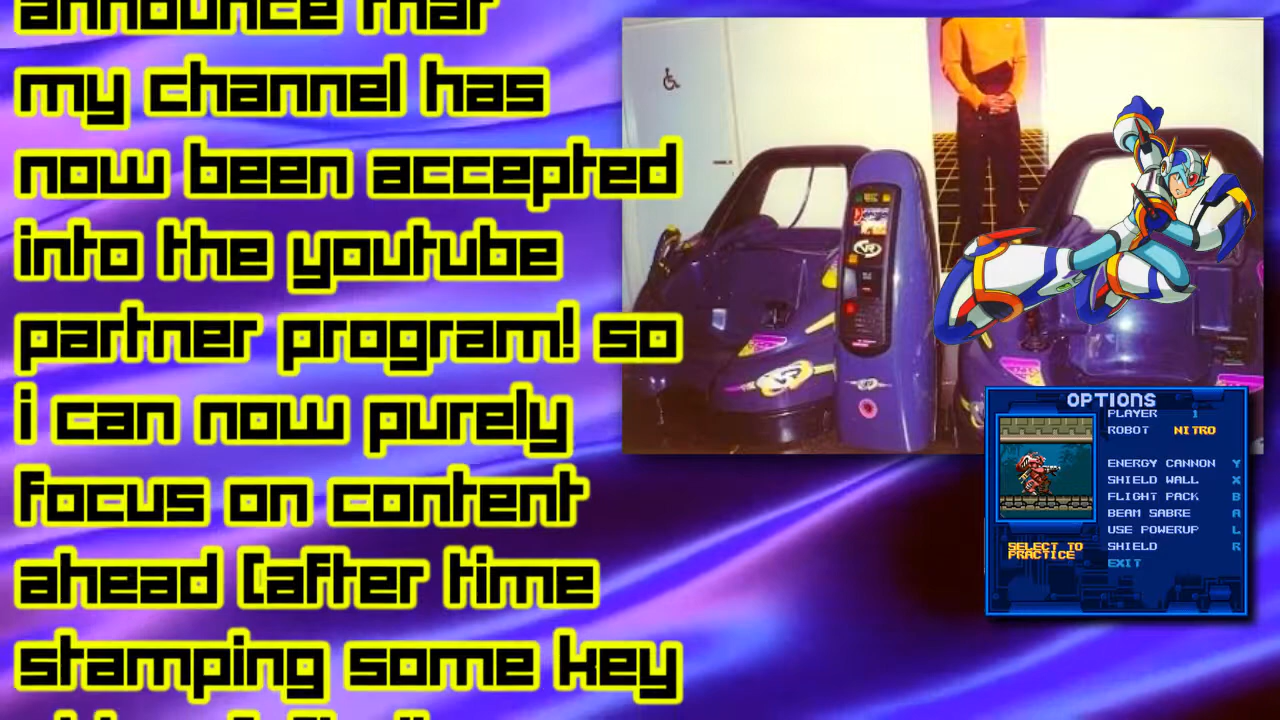 announce that
my channel has
now been accepted
into the youtube
partner program! so
i can now purely
focus on content
ahead (after time
stamping some key
VR
VR
OPTIONS
PLAYER 1
ROBOT NITRO
ENERGY CANNON Y
SHIELD WALL X
FLIGHT PACK B
BEAM SABRE A
USE POWERUP L
SHIELD R
EXIT
SELECT TO
PRACTICE